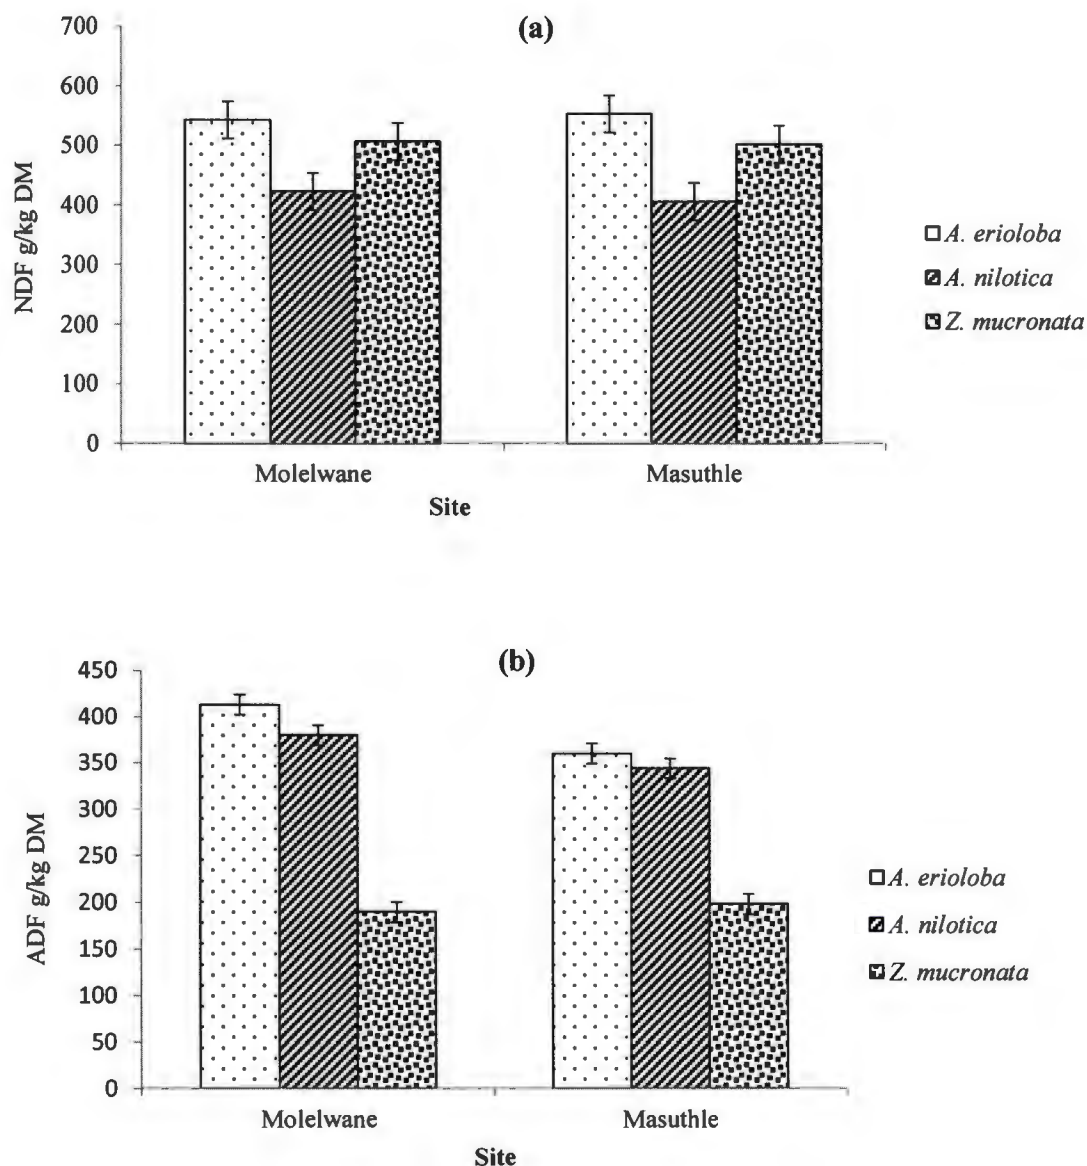 (a)
700
600
500
400
300
200
100
0
NDF g/kg DM
Molelwane Masuthle
Site
A. erioloba
A. nilotica
Z. mucronata
(b)
450
400
350
300
250
200
150
100
50
0
ADF g/kg DM
Molelwane Masuthle
Site
A. erioloba
A. nilotica
Z. mucronata